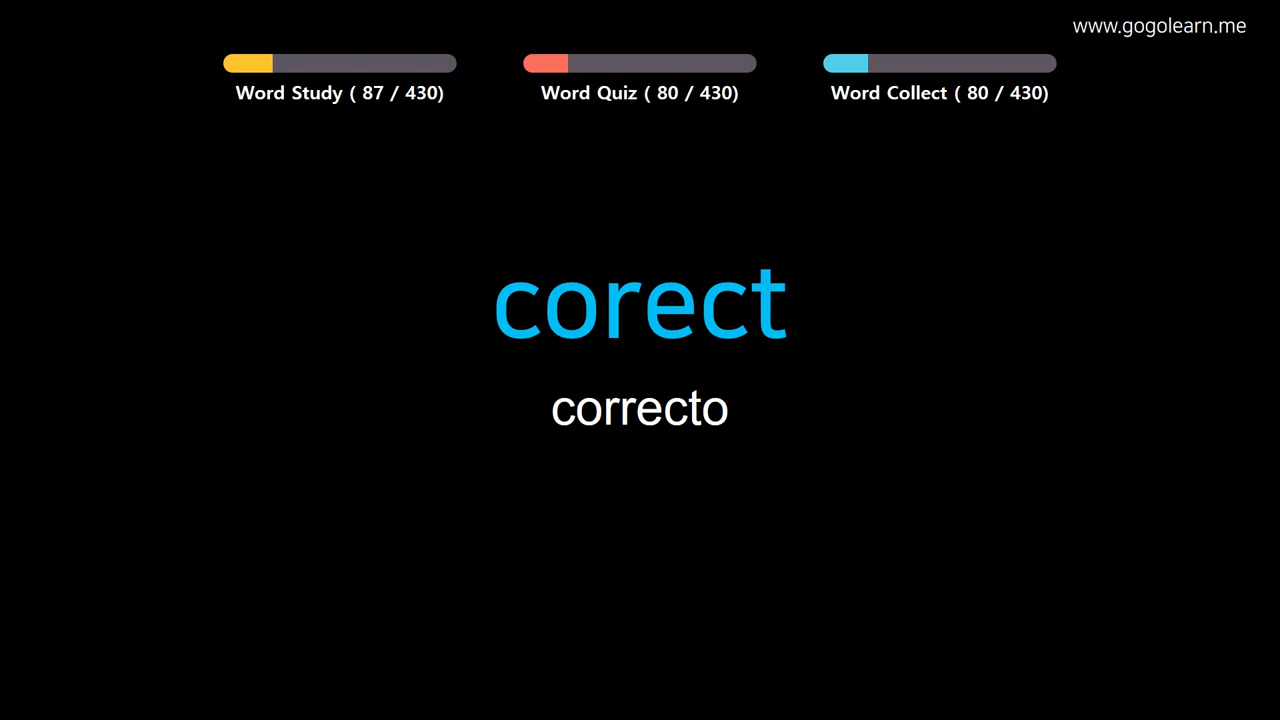 www.gogolearn.me
Word Study ( 87 / 430)
Word Quiz ( 80 / 430)
Word Collect ( 80 / 430)
corect
correcto